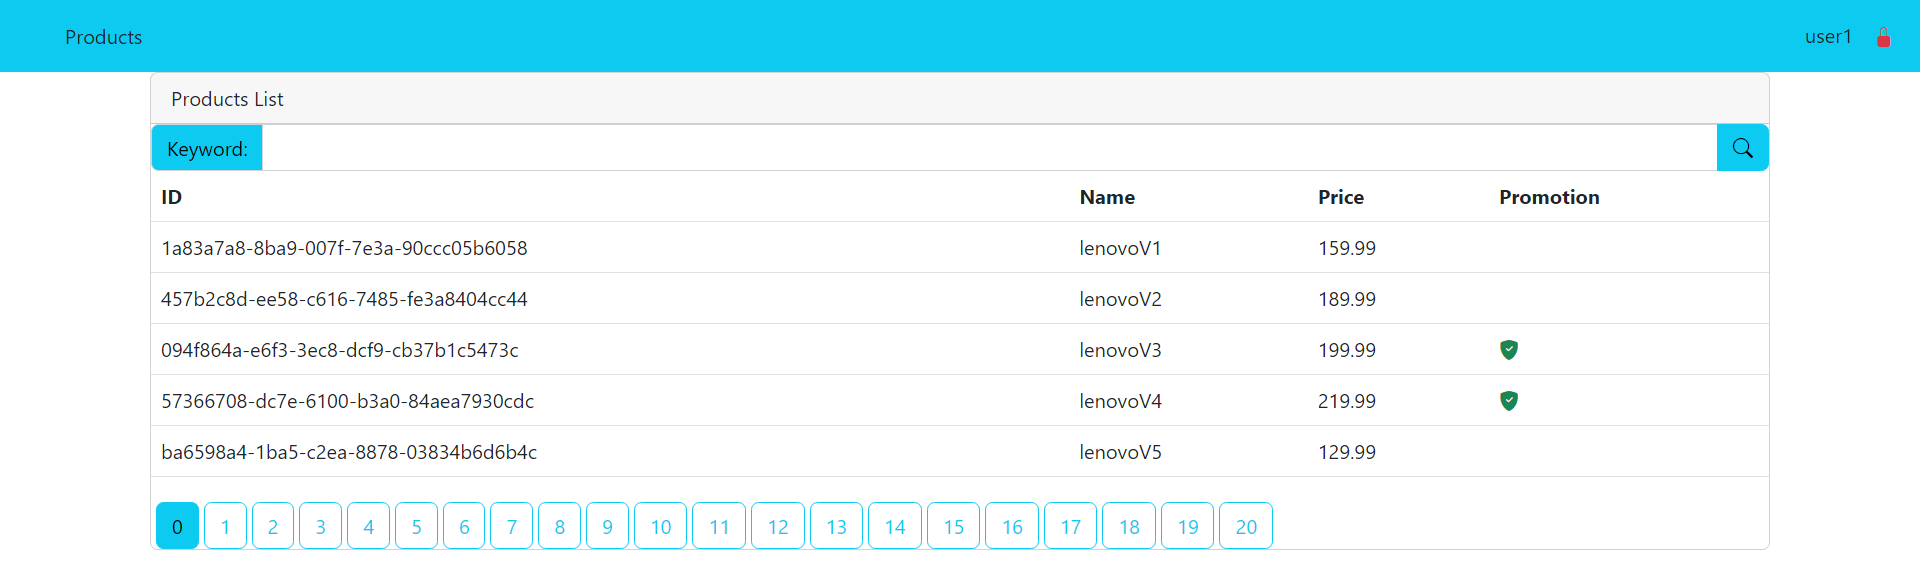 Products user1
Products List
Keyword:
ID Name Price Promotion
1a83a7a8-8ba9-007f-7e3a-90ccc05b6058 lenovoV1 159.99
457b2c8d-ee58-c616-7485-fe3a8404cc44 lenovoV2 189.99
094f864a-e6f3-3ec8-dcf9-cb37b1c5473c lenovoV3 199.99
57366708-dc7e-6100-b3a0-84aea7930cdc lenovoV4 219.99
ba6598a4-1ba5-c2ea-8878-03834b6d6b4c lenovoV5 129.99
0 1 2 3 4 5 6 7 8 9 10 11 12 13 14 15 16 17 18 19 20